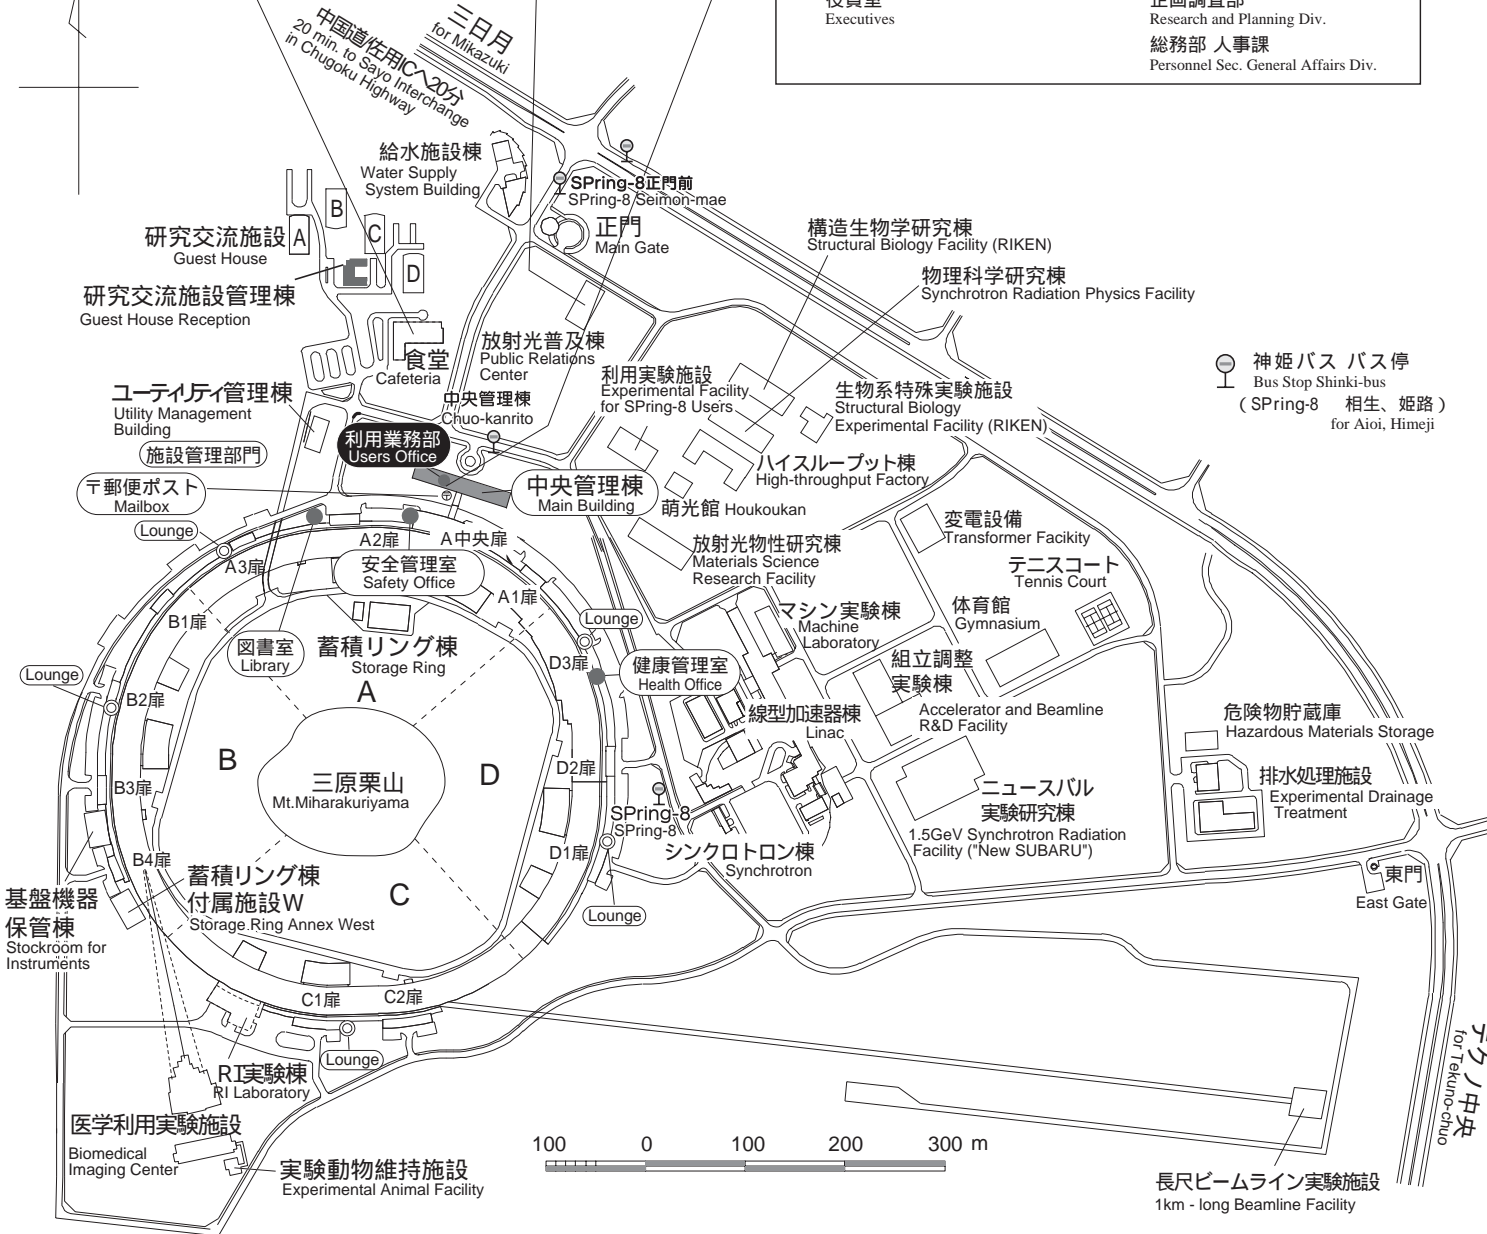 役員室
Executives
企画調査部
Research and Planning Div.
総務部 人事課
Personnel Sec. General Affairs Div.
三日月
for Mikazuki
中国道/佐用ICへ20分
20 min. to Sayo Interchange
in Chugoku Highway
給水施設棟
Water Supply
System Building
SPring-8正門前
SPring-8 Seimon-mae
正門
Main Gate
B
A
C
D
研究交流施設
Guest House
研究交流施設管理棟
Guest House Reception
構造生物学研究棟
Structural Biology Facility (RIKEN)
物理科学研究棟
Synchrotron Radiation Physics Facility
放射光普及棟
Public Relations
Center
食堂
Cafeteria
中央管理棟
Chuo-kanrito
利用実験施設
Experimental Facility
for SPring-8 Users
生物系特殊実験施設
Structural Biology
Experimental Facility (RIKEN)
神姫バス バス停
Bus Stop Shinki-bus
(SPring-8 相生、姫路)
for Aioi, Himeji
ユーティリティ管理棟
Utility Management
Building
施設管理部門
利用業務部
Users Office
〒郵便ポスト
Mailbox
中央管理棟
Main Building
ハイスループット棟
High-throughput Factory
萌光館 Houkoukan
放射光物性研究棟
Materials Science
Research Facility
変電設備
Transformer Facikity
テニスコート
Tennis Court
体育館
Gymnasium
Lounge
A3扉
A2扉
A中央扉
A1扉
安全管理室
Safety Office
B1扉
図書室
Library
蓄積リング棟
Storage Ring
A
Lounge
D3扉
健康管理室
Health Office
マシン実験棟
Machine
Laboratory
組立調整
実験棟
Accelerator and Beamline
R&D Facility
線型加速器棟
Linac
Lounge
B2扉
B
三原栗山
Mt.Miharakuriyama
D
D2扉
B3扉
SPring-8
SPring-8
D1扉
シンクロトロン棟
Synchrotron
ニュースバル
実験研究棟
1.5GeV Synchrotron Radiation
Facility ("New SUBARU")
危険物貯蔵庫
Hazardous Materials Storage
排水処理施設
Experimental Drainage
Treatment
東門
East Gate
B4扉
蓄積リング棟
付属施設W
Storage Ring Annex West
C
Lounge
基盤機器
保管棟
Stockroom for
Instruments
C1扉
C2扉
Lounge
RI実験棟
RI Laboratory
医学利用実験施設
Biomedical
Imaging Center
実験動物維持施設
Experimental Animal Facility
100 0 100 200 300 m
テクノ中央
for Tekuno-chuo
長尺ビームライン実験施設
1km - long Beamline Facility